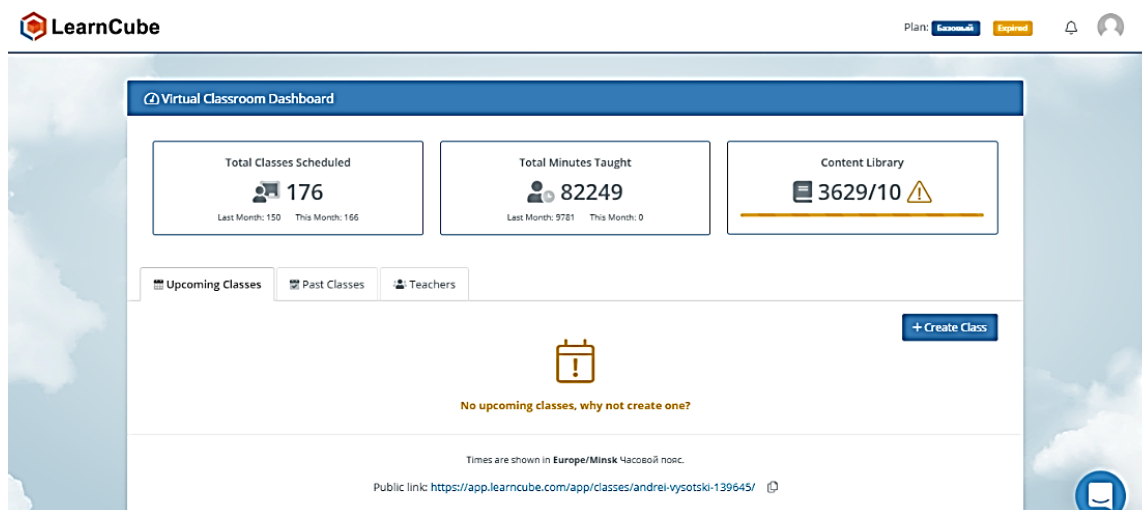 LearnCube
Plan: Базовый Expired
Virtual Classroom Dashboard
Total Classes Scheduled
176
Last Month: 150 This Month: 166
Total Minutes Taught
82249
Last Month: 9781 This Month: 0
Content Library
3629/10
Upcoming Classes Past Classes Teachers
+ Create Class
No upcoming classes, why not create one?
Times are shown in Europe/Minsk Часовой пояс.
Public link: https://app.learncube.com/app/classes/andrei-vysotski-139645/